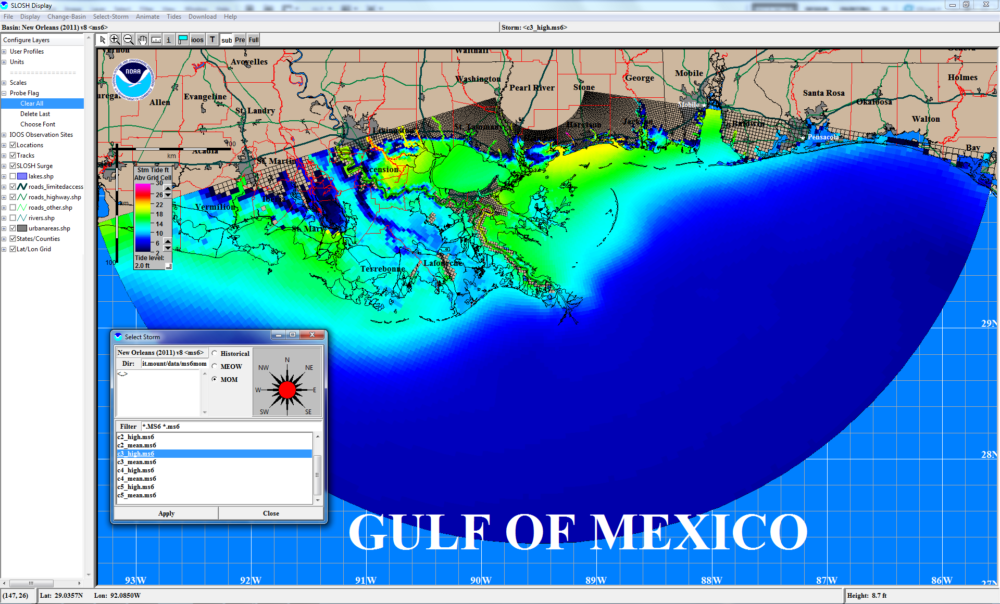 SLOSH Display
File Display Change-Basin Select-Storm Animate Tides Download Help
Basin: New Orleans (2011) v8 <ms6>
Storm: <c3_high.ms6>
Configure Layers
User Profiles
Units
Scales
Probe Flag
Clear All
Delete Last
Choose Font
IOOS Observation Sites
Locations
Tracks
SLOSH Surge
lakes.shp
roads_limitedaccess
roads_highway.shp
roads_other.shp
rivers.shp
urbanareas.shp
States/Counties
Lat/Lon Grid
i ioos T sub Pre Full
Vernon
Avoyelles
Walthall
Geneva
NOAA
Allen
Evangeline
St. Landry
Washington
Pearl River
Stone
George
Mobile
Mobile
Holmes
Santa Rosa
Okaloosa
Walton
Bay
Baldwin
Pensacola
Livingston
Harrison
Acadia
St. Martin
Ascension
Iberia
Vermilion
St. Mary
Terrebonne
Lafourche
0 100
km
km
100
Stm Tide ft
Abv Grid Cell
30
26
22
18
14
10
6
2
Tide level:
2.0 ft
Select Storm
New Orleans (2011) v8 <ms6>
Dir: it.mount/data/ms6mom
<..>
Historical
MEOW
MOM
N
NW NE
W E
SW SE
Filter *.MS6 *.ms6
c2_high.ms6
c2_mean.ms6
c3_high.ms6
c3_mean.ms6
c4_high.ms6
c4_mean.ms6
c5_high.ms6
c5_mean.ms6
Apply Close
GULF OF MEXICO
29N
28N
27N
93W 92W 91W 90W 89W 88W 87W 86W
(147, 26) Lat: 29.0357N Lon: 92.0850W Height: 8.7 ft